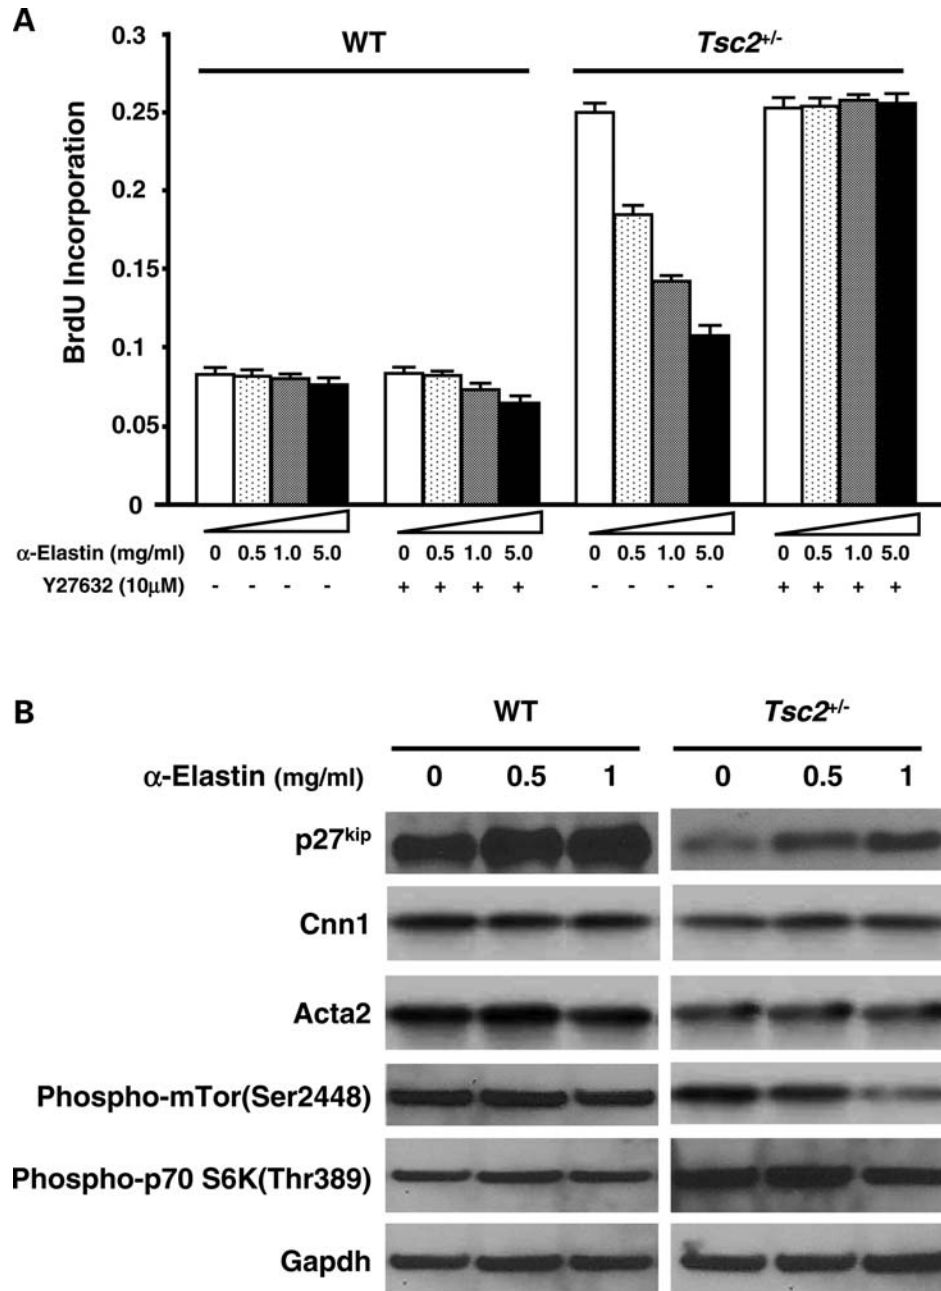 A
WT Tsc2+/-
0.3
0.25
0.2
0.15
0.1
0.05
0
BrdU Incorporation
α-Elastin (mg/ml) 0 0.5 1.0 5.0 0 0.5 1.0 5.0 0 0.5 1.0 5.0 0 0.5 1.0 5.0
Y27632 (10μM) - - - - + + + + - - - - + + + +
B
WT Tsc2+/-
α-Elastin (mg/ml) 0 0.5 1 0 0.5 1
p27kip
Cnn1
Acta2
Phospho-mTor(Ser2448)
Phospho-p70 S6K(Thr389)
Gapdh